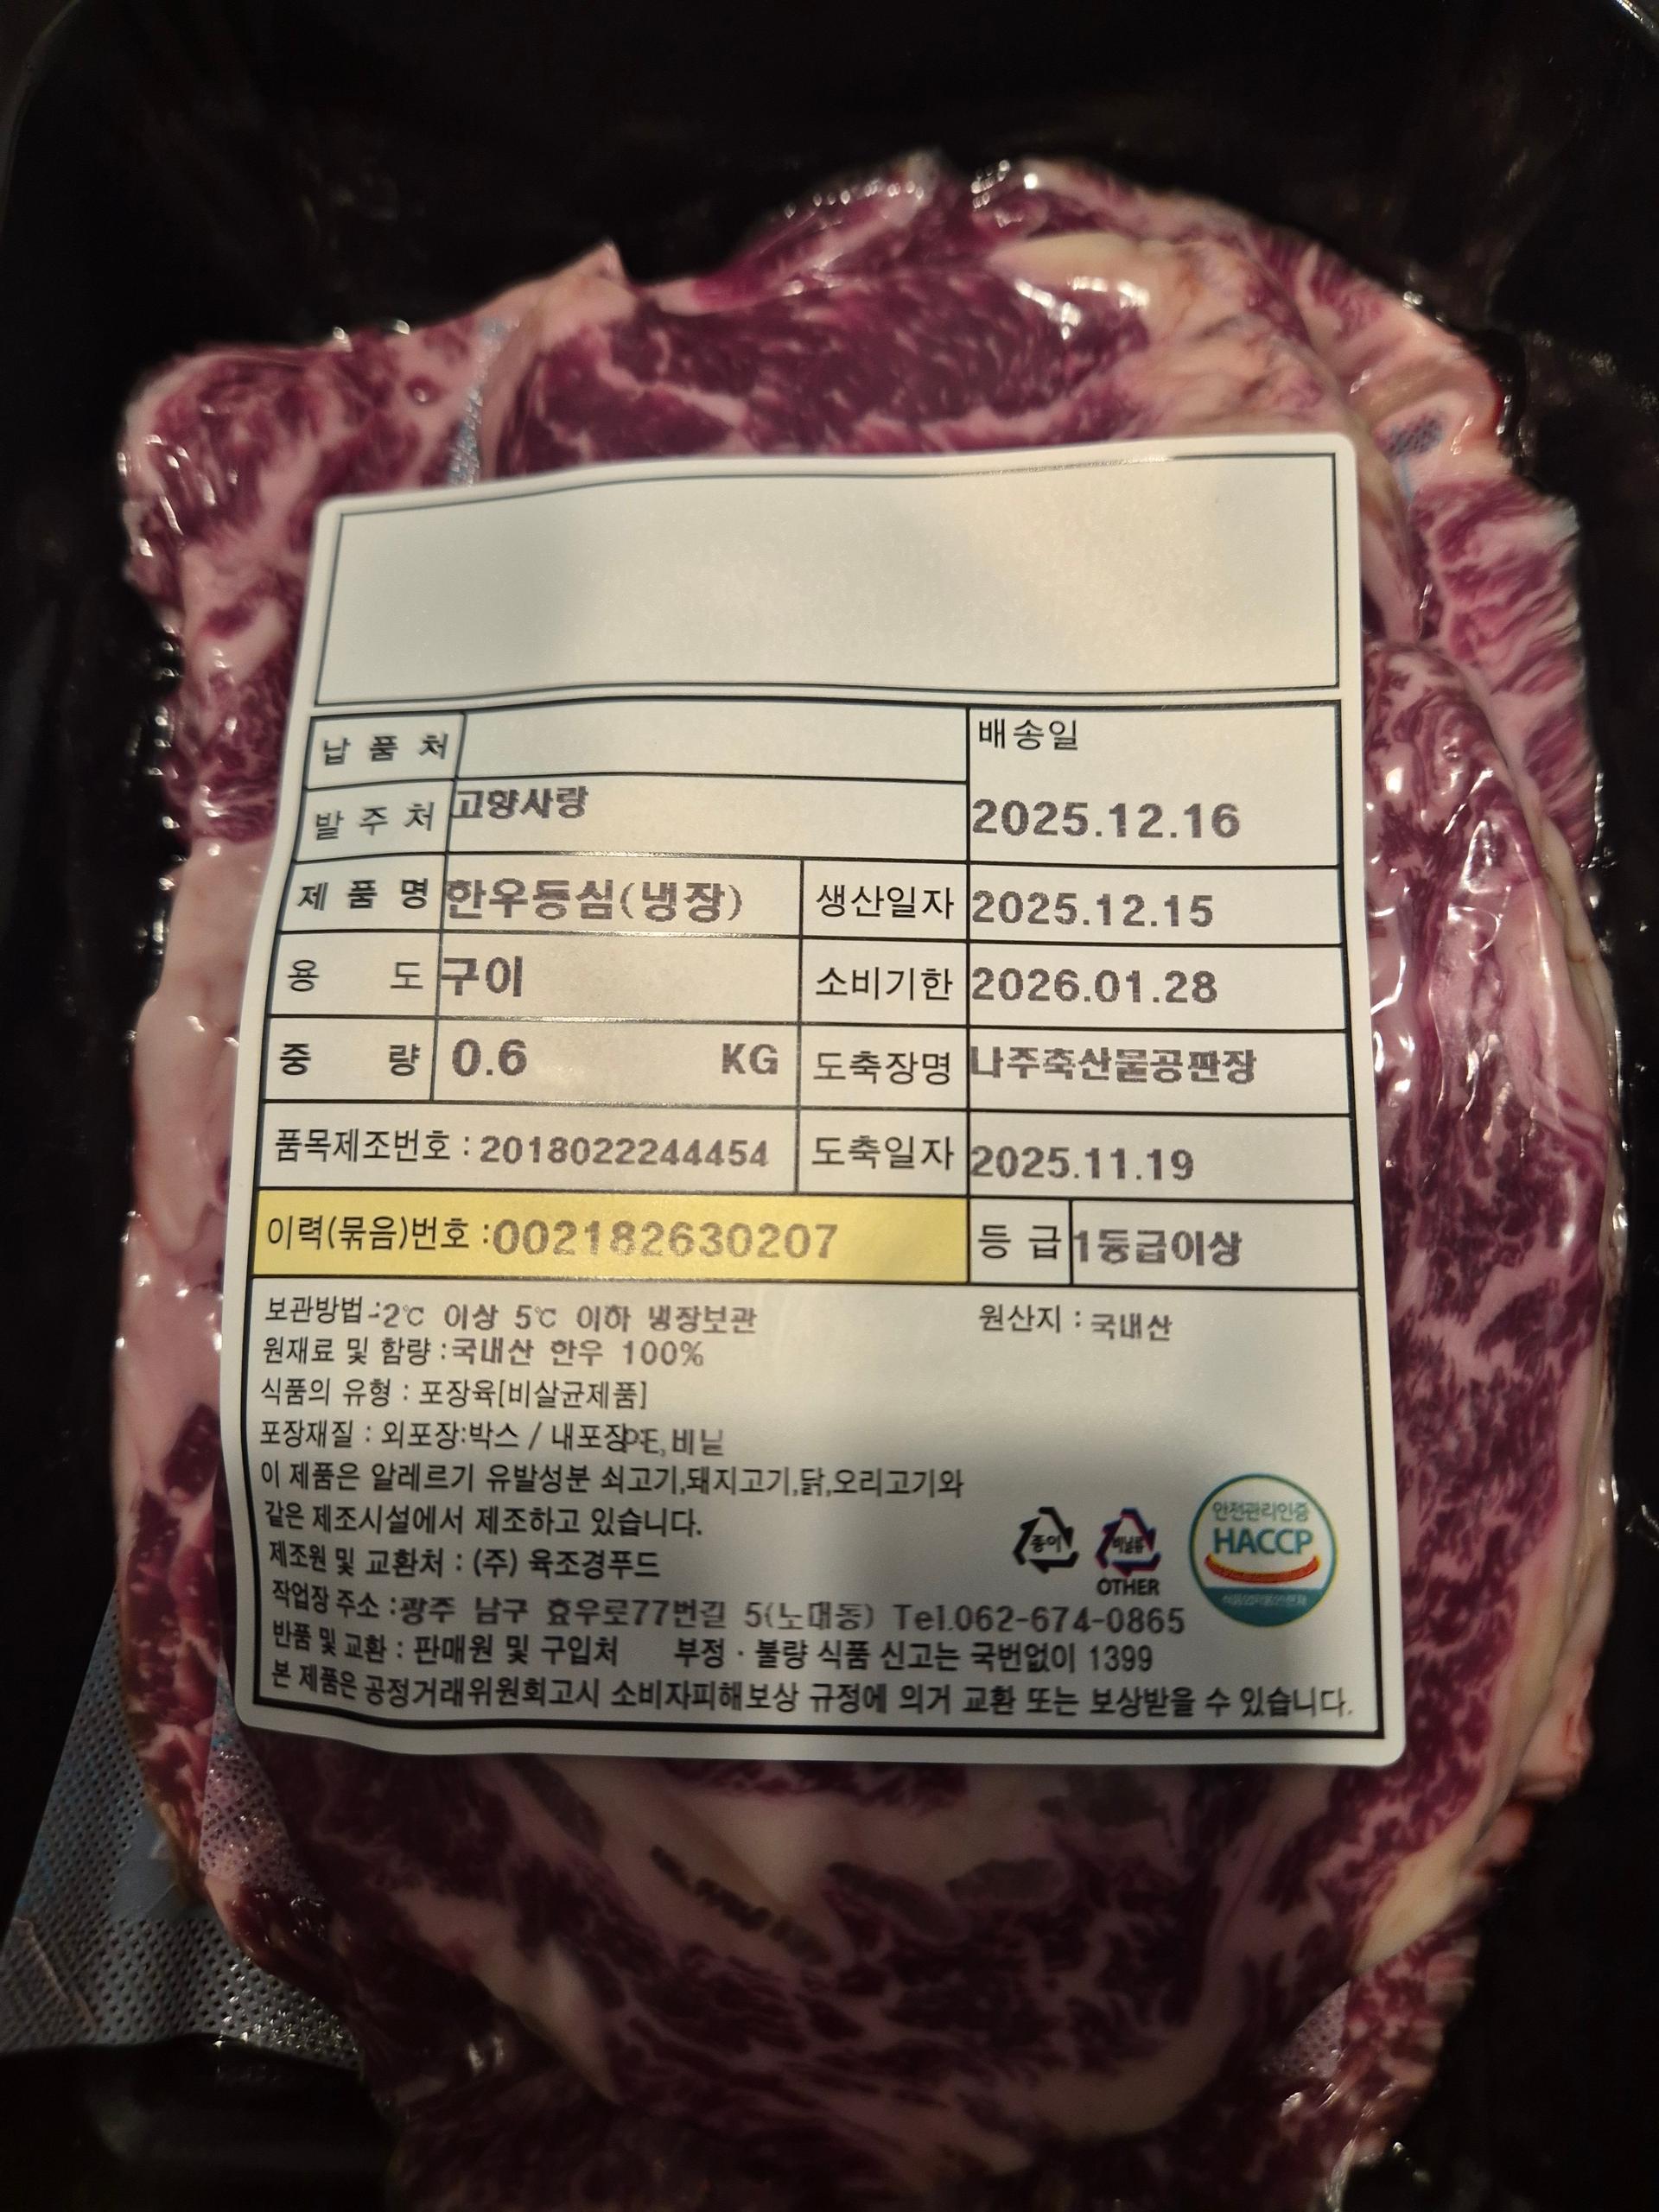 납 품 처
배송일
발 주 처 고향사랑
2025.12.16
제 품 명 한우등심(냉장) 생산일자 2025.12.15
용 도 구이 소비기한 2026.01.28
중 량 0.6 KG 도축장명 나주축산물공판장
품목제조번호 : 2018022244454 도축일자 2025.11.19
이력(묶음)번호 :002182630207 등 급 1등급이상
보관방법:-2℃ 이상 5℃ 이하 냉장보관 원산지 : 국내산
원재료 및 함량 :국내산 한우 100%
식품의 유형 : 포장육[비살균제품]
포장재질 : 외포장:박스 / 내포장:PE,비닐
이 제품은 알레르기 유발성분 쇠고기,돼지고기,닭,오리고기와
같은 제조시설에서 제조하고 있습니다.
종이
비닐류
OTHER
안전관리인증
HACCP
제조원 및 교환처 : (주) 육조경푸드
작업장 주소 :광주 남구 효우로77번길 5(노대동) Tel.062-674-0865
반품 및 교환 : 판매원 및 구입처 부정 · 불량 식품 신고는 국번없이 1399
본 제품은 공정거래위원회고시 소비자피해보상 규정에 의거 교환 또는 보상받을 수 있습니다.